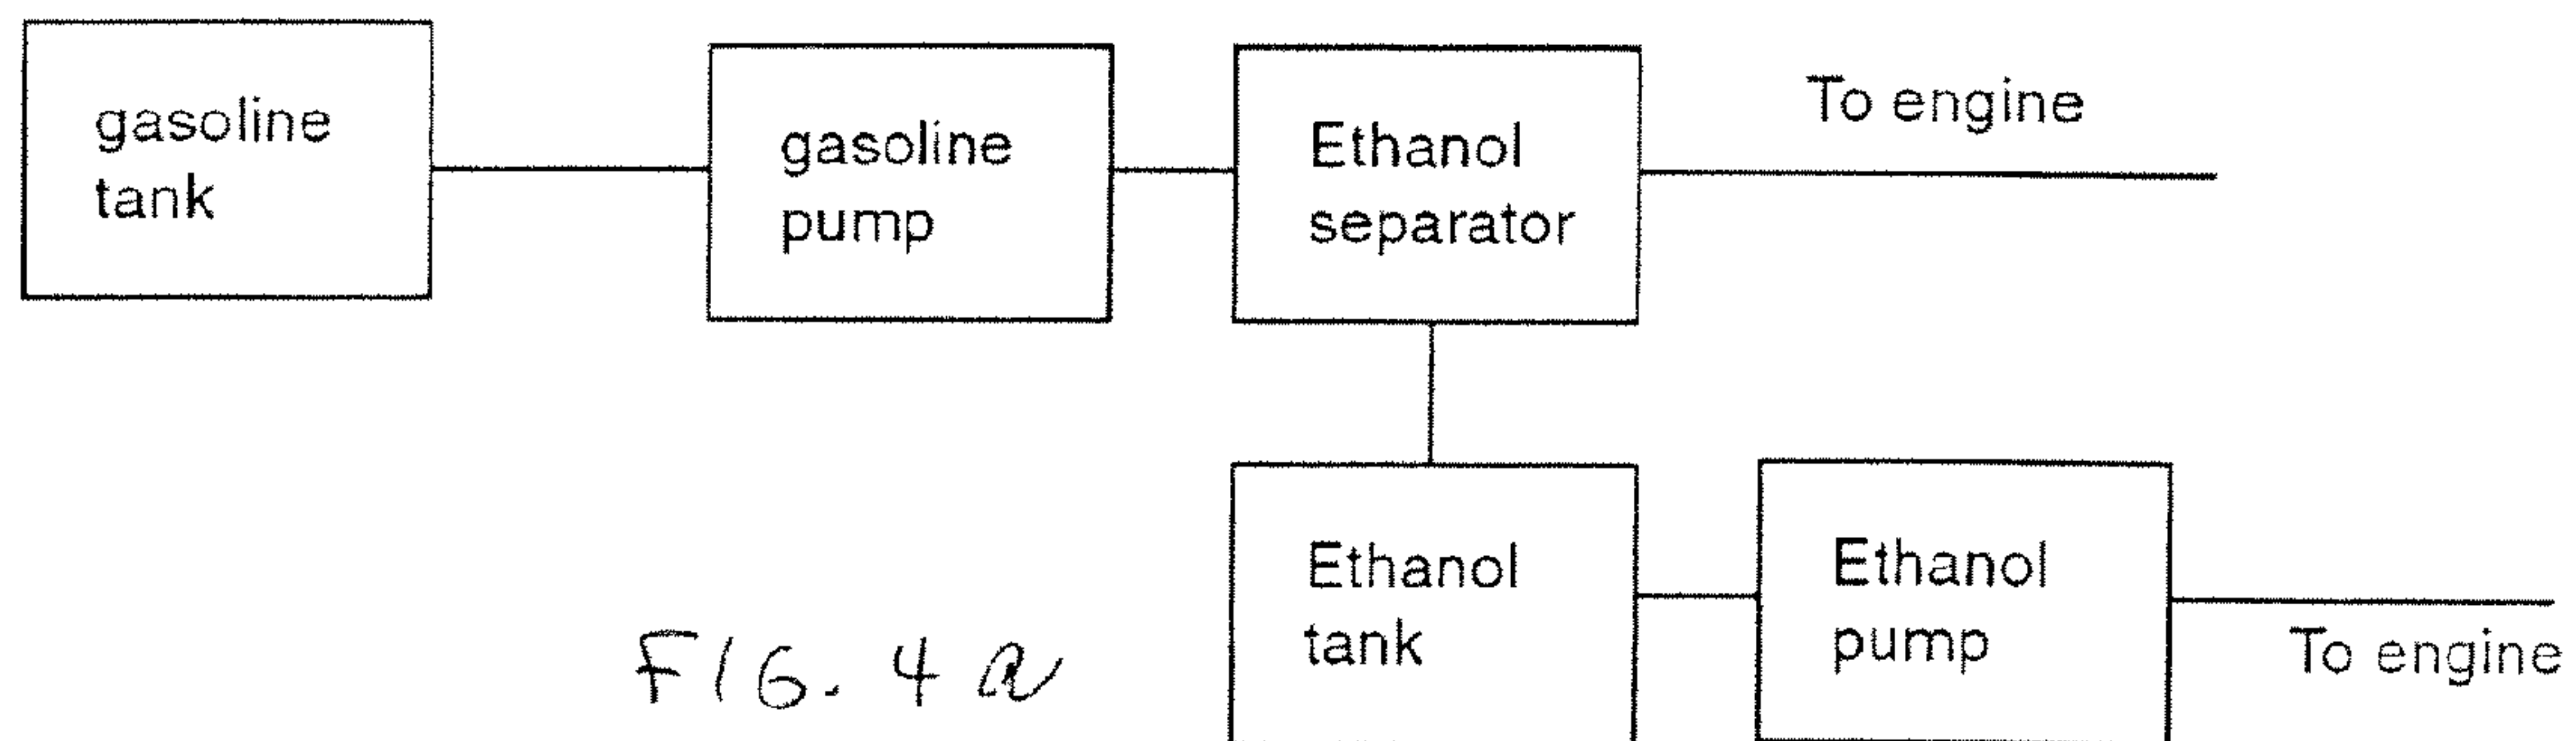 gasoline
tank
gasoline
pump
Ethanol
separator
To engine
Ethanol
tank
Ethanol
pump
To engine
FIG. 4a